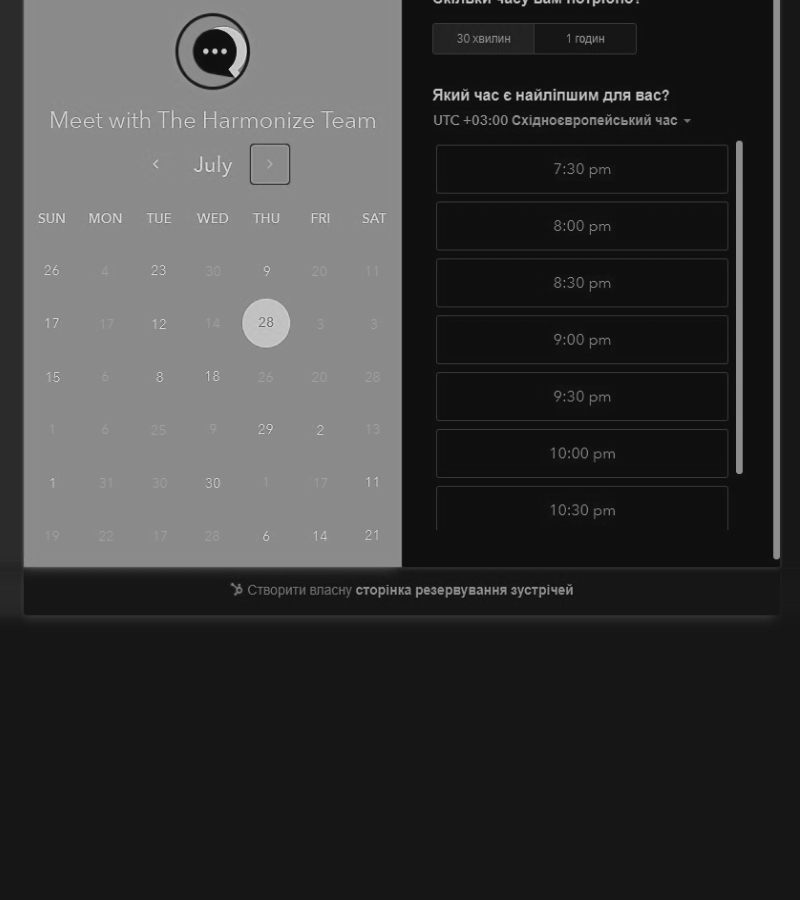 Скільки часу вам потрібно?
30 хвилин 1 годин
Meet with The Harmonize Team
Який час є найліпшим для вас?
UTC +03:00 Східноєвропейський час
July
SUN MON TUE WED THU FRI SAT
26 4 23 30 9 20 11
17 17 12 14 28 3 3
15 6 8 18 26 20 28
1 6 25 9 29 2 13
1 31 30 30 1 17 11
19 22 17 28 6 14 21
7:30 pm
8:00 pm
8:30 pm
9:00 pm
9:30 pm
10:00 pm
10:30 pm
Створити власну сторінка резервування зустрічей